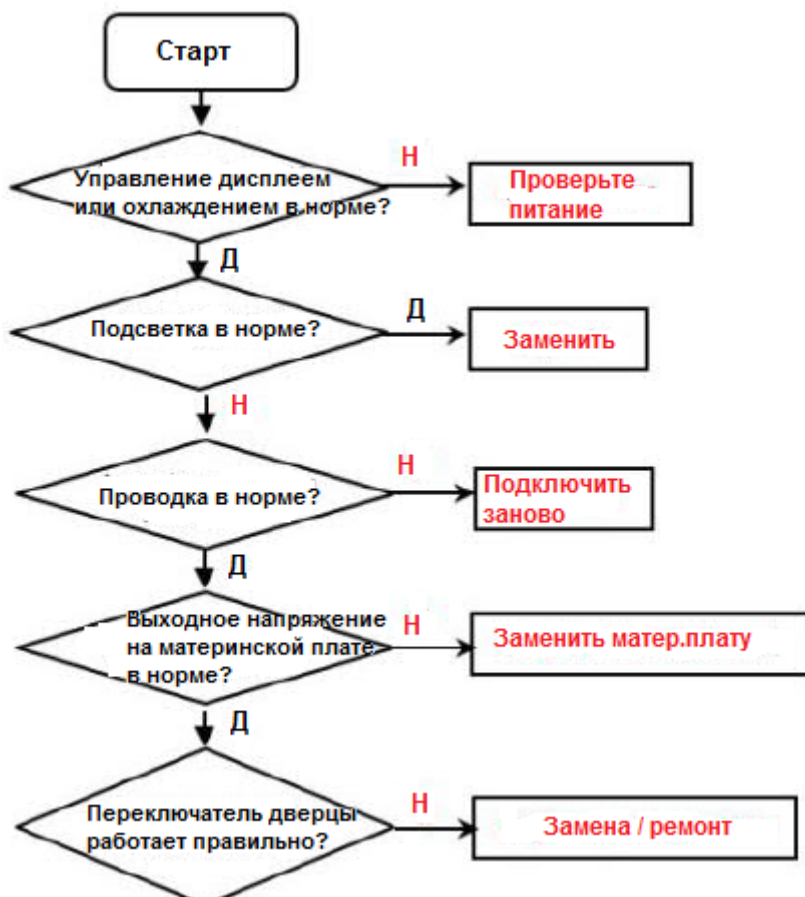 Старт
Управление дисплеем
или охлаждением в норме?
Н
Проверьте
питание
Д
Подсветка в норме?
Д
Заменить
Н
Проводка в норме?
Н
Подключить
заново
Д
Выходное напряжение
на материнской плате
в норме?
Н
Заменить матер.плату
Д
Переключатель дверцы
работает правильно?
Н
Замена / ремонт